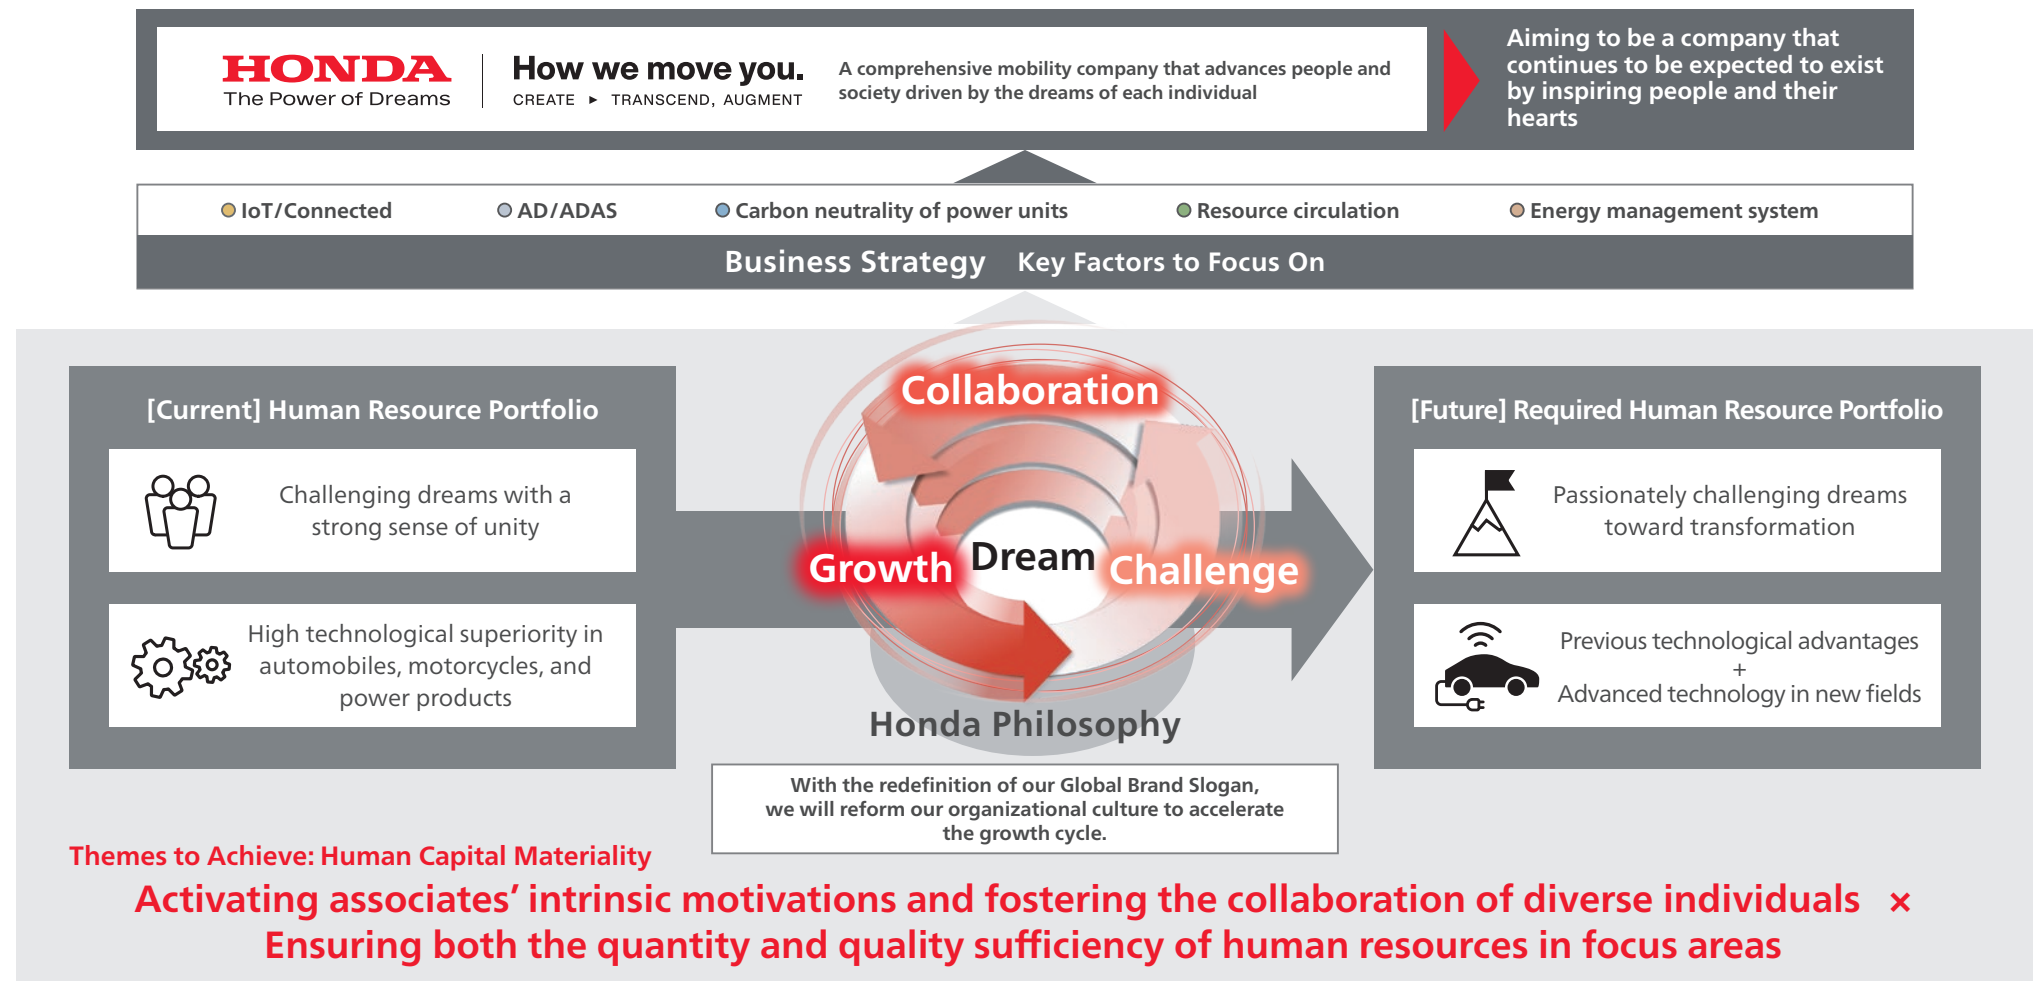 HONDA
The Power of Dreams
How we move you.
CREATE ▶ TRANSCEND, AUGMENT
A comprehensive mobility company that advances people and
society driven by the dreams of each individual
Aiming to be a company that
continues to be expected to exist
by inspiring people and their
hearts
IoT/Connected
AD/ADAS
Carbon neutrality of power units
Resource circulation
Energy management system
Business Strategy Key Factors to Focus On
[Current] Human Resource Portfolio
Challenging dreams with a
strong sense of unity
High technological superiority in
automobiles, motorcycles, and
power products
Collaboration
Growth
Dream
Challenge
Honda Philosophy
With the redefinition of our Global Brand Slogan,
we will reform our organizational culture to accelerate
the growth cycle.
[Future] Required Human Resource Portfolio
Passionately challenging dreams
toward transformation
Previous technological advantages
+
Advanced technology in new fields
Themes to Achieve: Human Capital Materiality
Activating associates’ intrinsic motivations and fostering the collaboration of diverse individuals ×
Ensuring both the quantity and quality sufficiency of human resources in focus areas